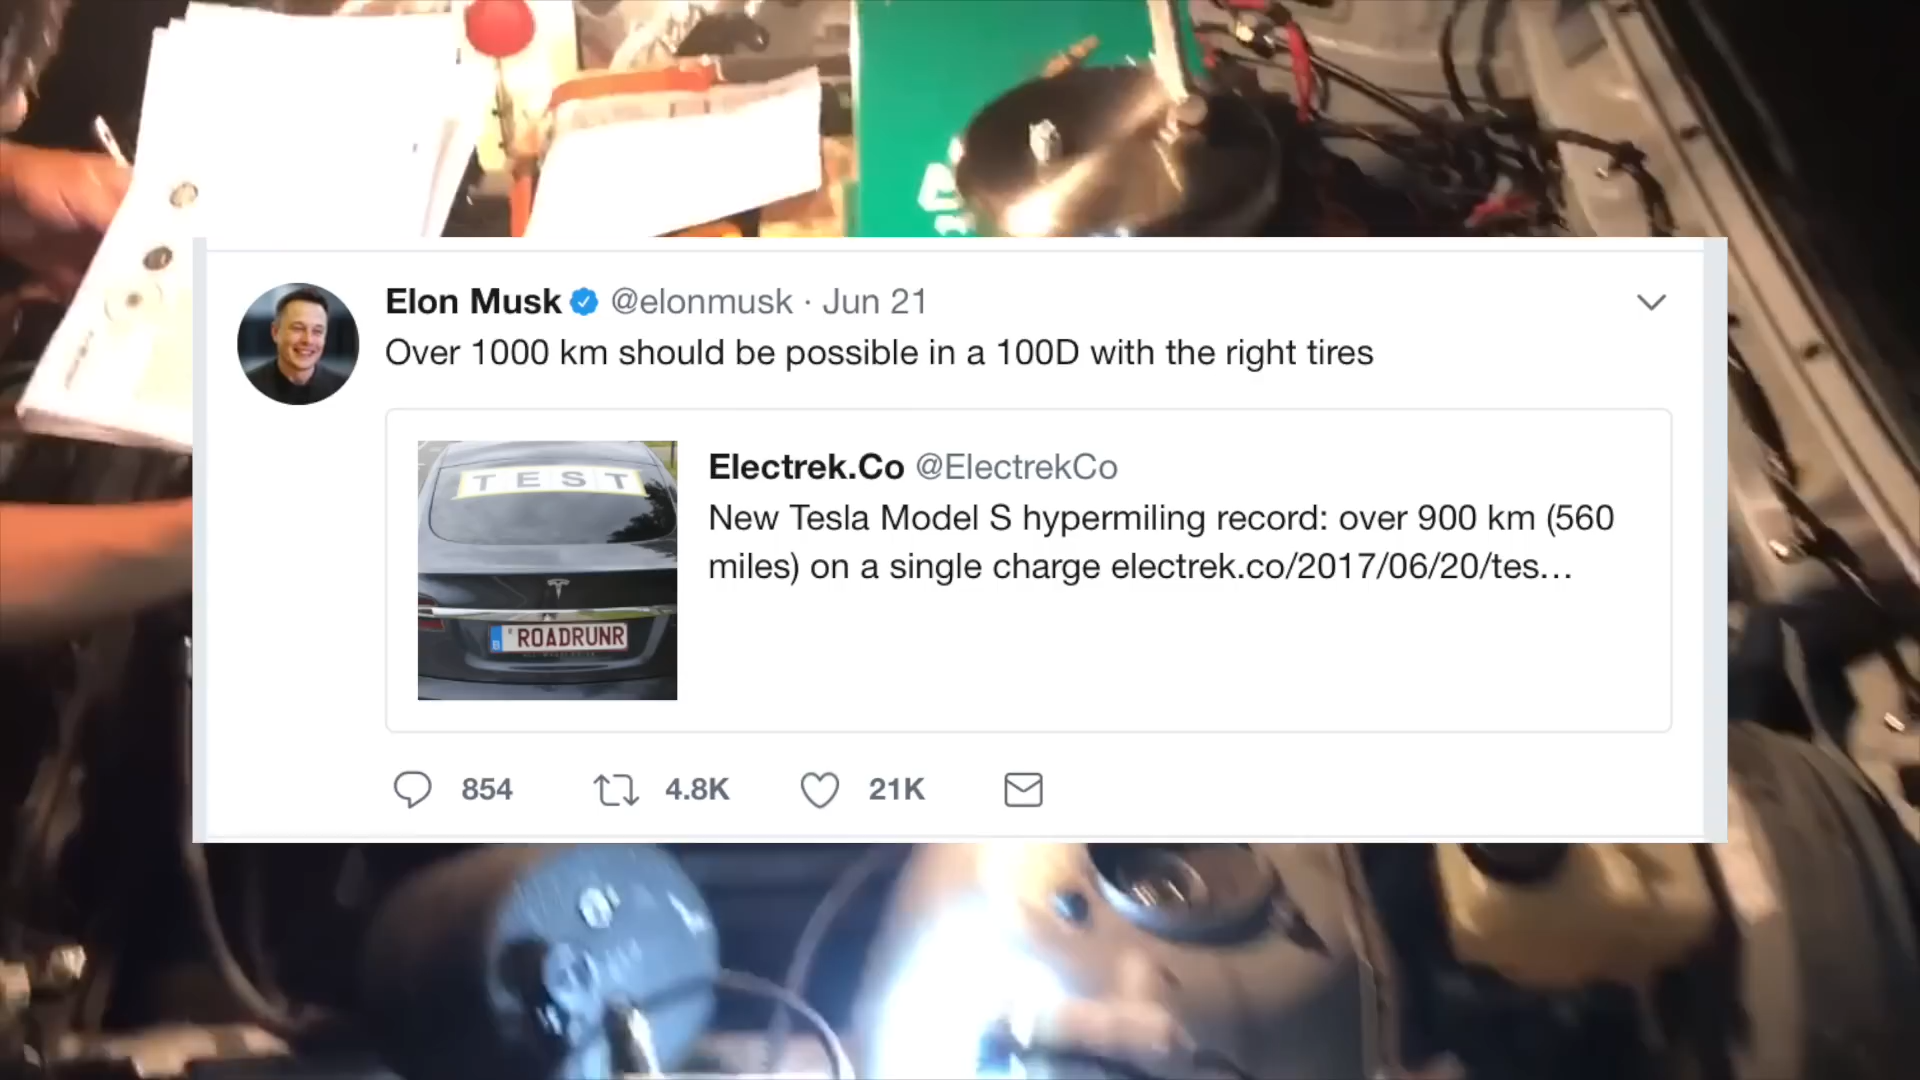 Elon Musk @elonmusk · Jun 21
Over 1000 km should be possible in a 100D with the right tires
TEST
ROADRUNR
Electrek.Co @ElectrekCo
New Tesla Model S hypermiling record: over 900 km (560
miles) on a single charge electrek.co/2017/06/20/tes…
854 4.8K 21K